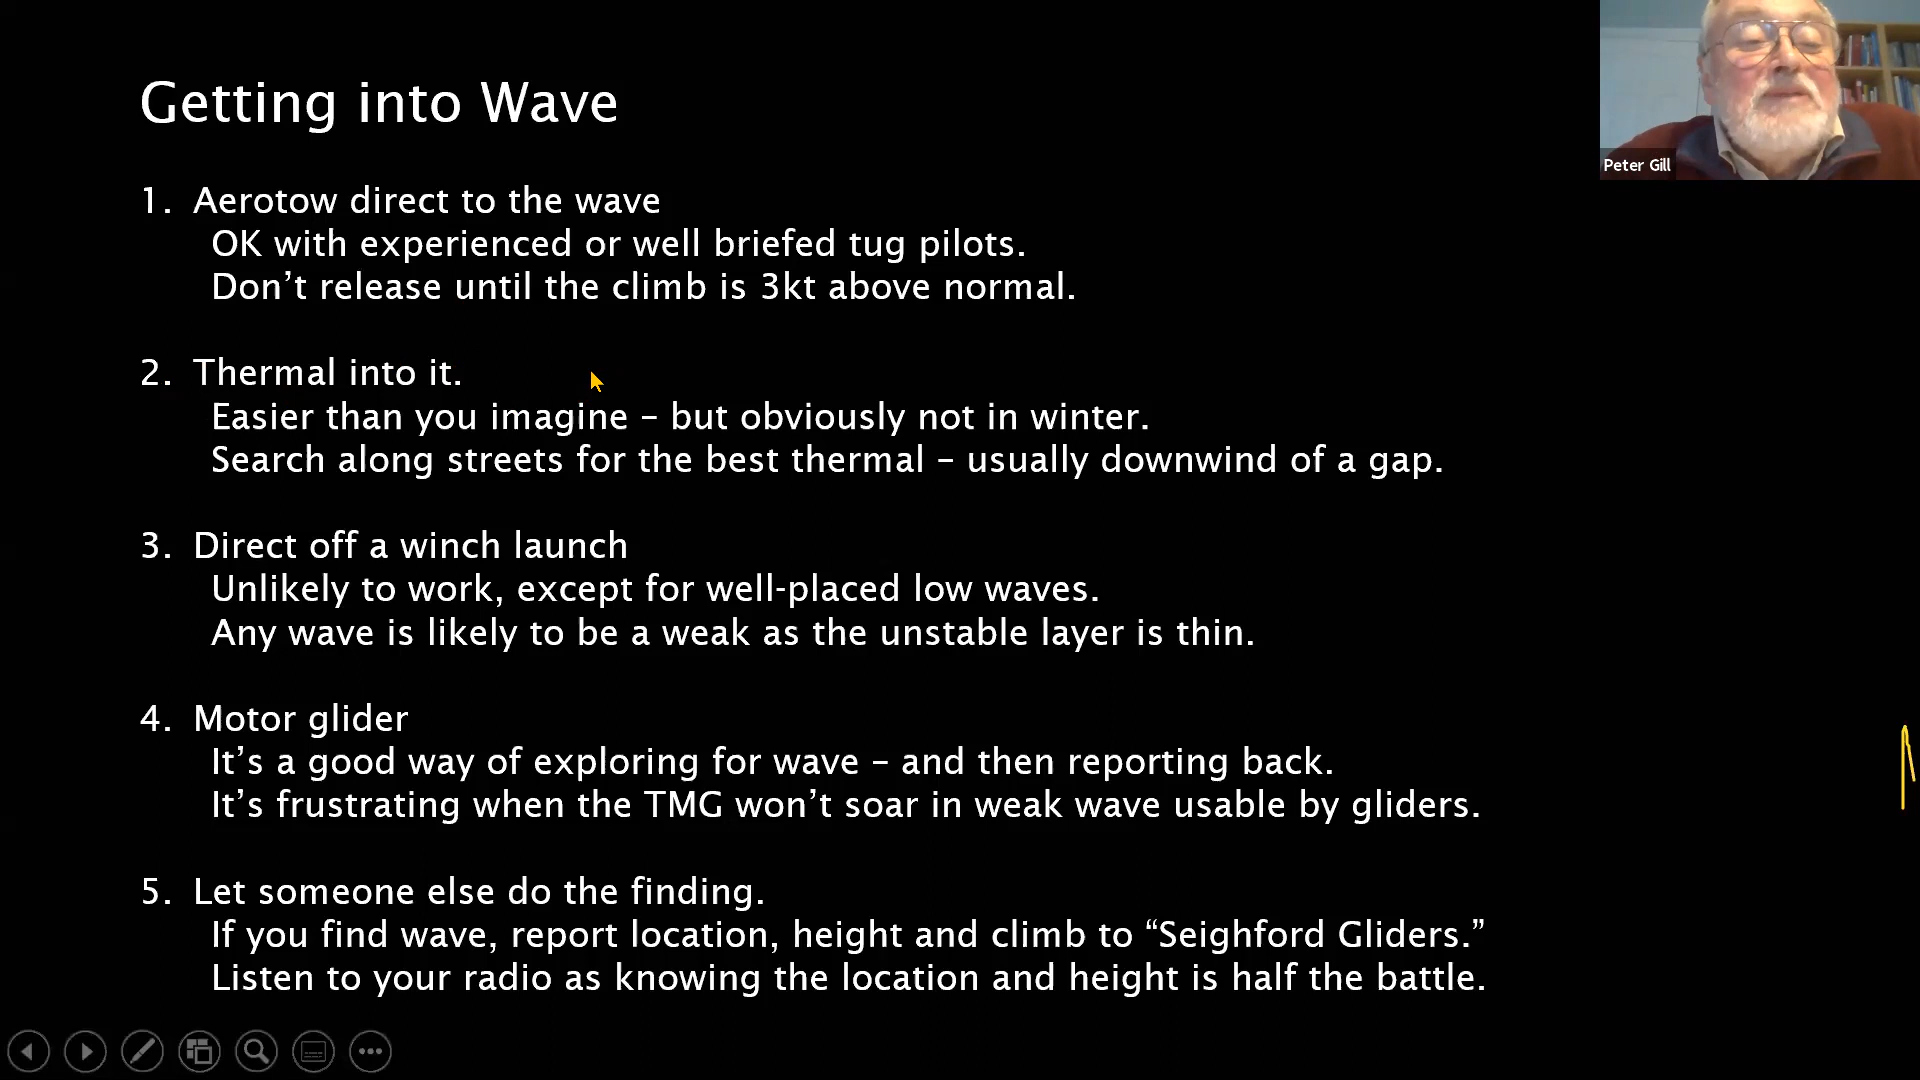 Getting into Wave
Peter Gill
1. Aerotow direct to the wave
OK with experienced or well briefed tug pilots.
Don’t release until the climb is 3kt above normal.
2. Thermal into it.
Easier than you imagine – but obviously not in winter.
Search along streets for the best thermal – usually downwind of a gap.
3. Direct off a winch launch
Unlikely to work, except for well-placed low waves.
Any wave is likely to be a weak as the unstable layer is thin.
4. Motor glider
It’s a good way of exploring for wave – and then reporting back.
It’s frustrating when the TMG won’t soar in weak wave usable by gliders.
5. Let someone else do the finding.
If you find wave, report location, height and climb to “Seighford Gliders.”
Listen to your radio as knowing the location and height is half the battle.